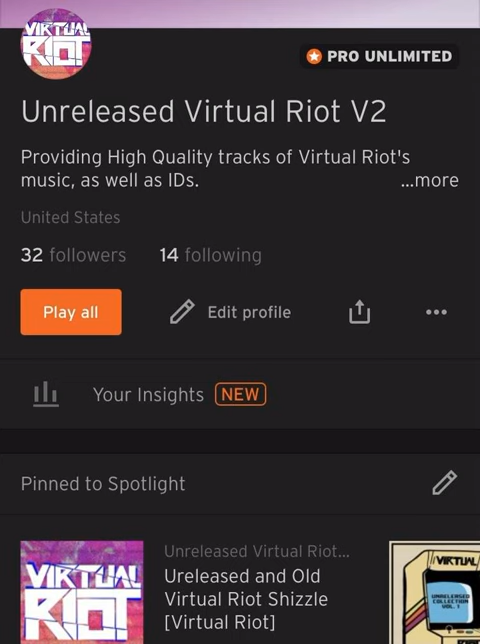 VIRTUAL
RIOT
PRO UNLIMITED
Unreleased Virtual Riot V2
Providing High Quality tracks of Virtual Riot's
music, as well as IDs.
...more
United States
32 followers 14 following
Play all
Edit profile
Your Insights NEW
Pinned to Spotlight
VIRTUAL
RIOT
Unreleased Virtual Riot...
Ureleased and Old
Virtual Riot Shizzle
[Virtual Riot]
VIRTUAL
UNRELEASED
COLLECTION
VOL. 1